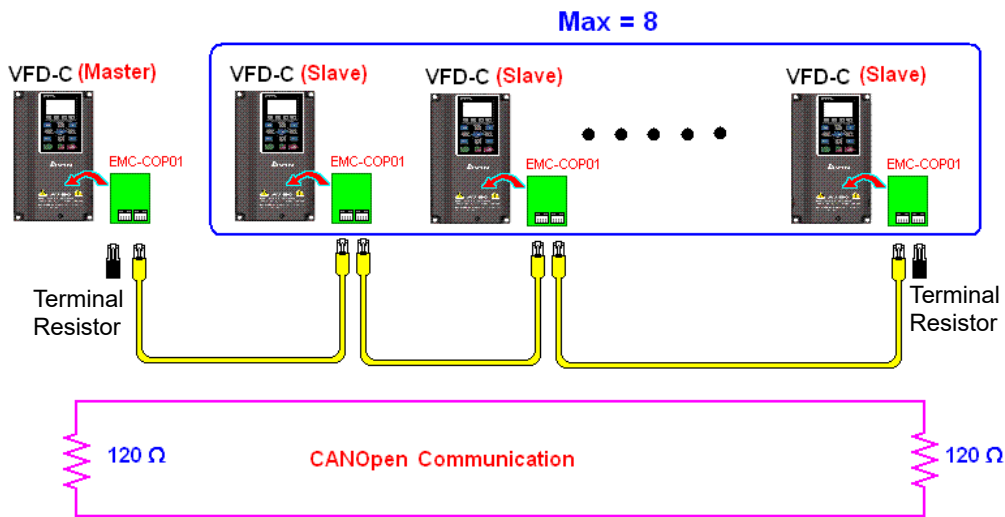 Max = 8
VFD-C (Master)
VFD-C (Slave)
VFD-C (Slave)
VFD-C (Slave)
EMC-COP01
EMC-COP01
EMC-COP01
EMC-COP01
Terminal
Resistor
Terminal
Resistor
120 Ω
CANOpen Communication
120 Ω